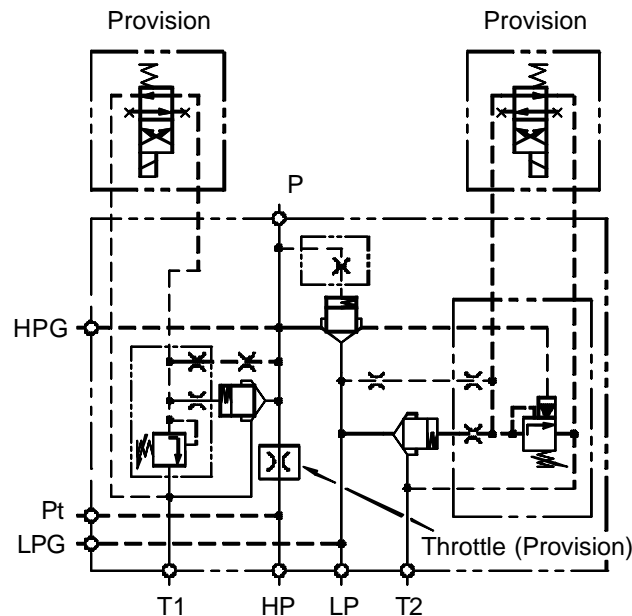 Provision Provision
P
HPG
Pt
LPG
Throttle (Provision)
T1 HP LP T2